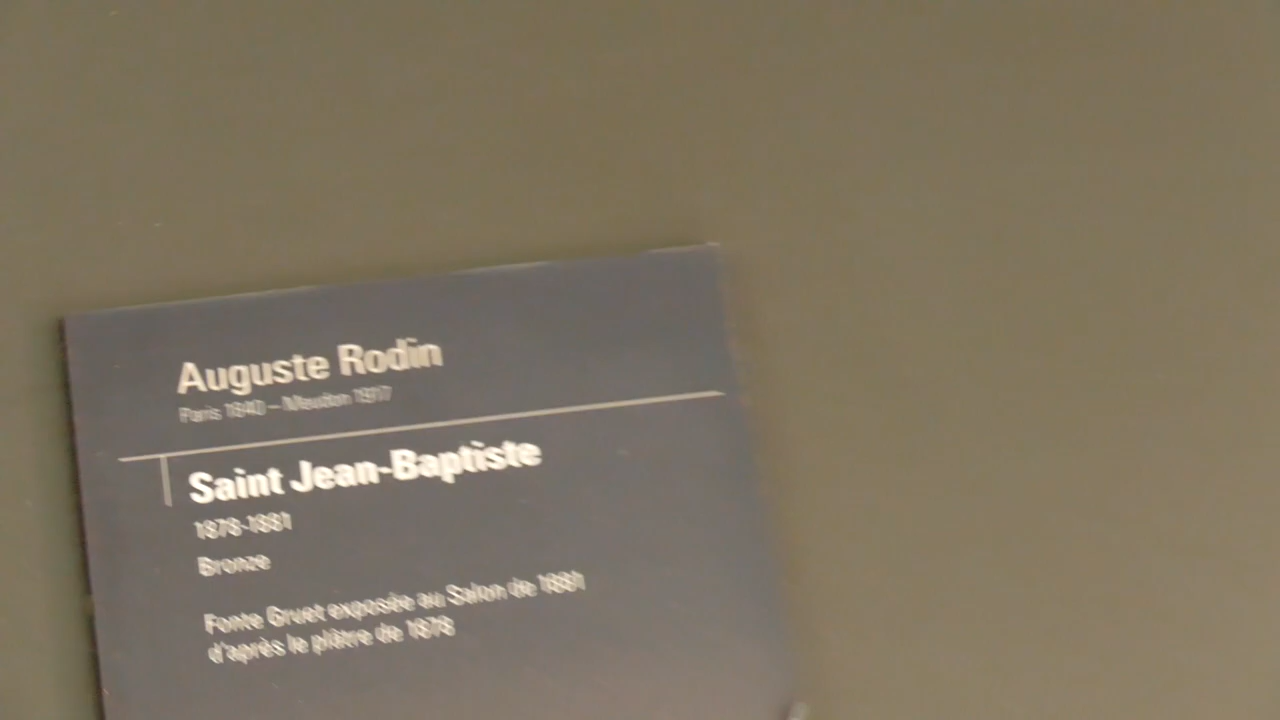 Auguste Rodin
Paris 1840 – Meudon 1917
Saint Jean-Baptiste
1878-1881
Bronze
Fonte Gruet exposée au Salon de 1881
d'après le plâtre de 1878